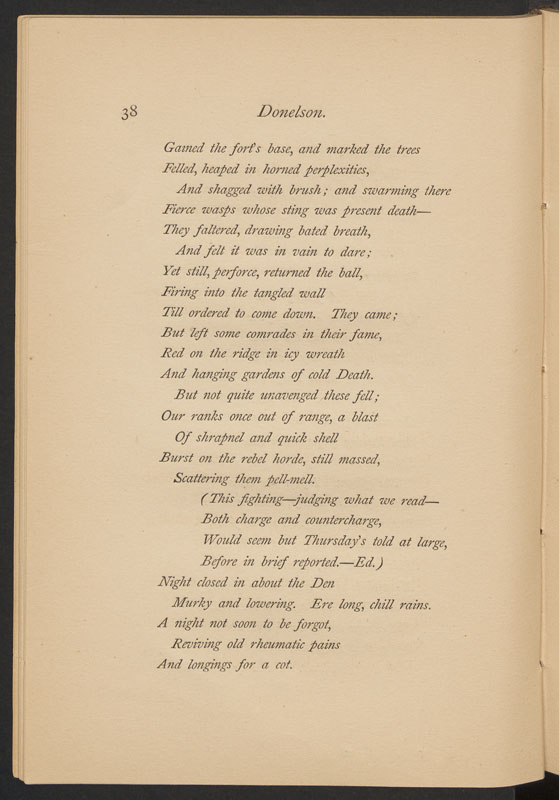 38 Donelson.
Gained the fort's base, and marked the trees
Felled, heaped in horned perplexities,
And shagged with brush; and swarming there
Fierce wasps whose sting was present death—
They faltered, drawing bated breath,
And felt it was in vain to dare;
Yet still, perforce, returned the ball,
Firing into the tangled wall
Till ordered to come down. They came;
But left some comrades in their fame,
Red on the ridge in icy wreath
And hanging gardens of cold Death.
But not quite unavenged these fell;
Our ranks once out of range, a blast
Of shrapnel and quick shell
Burst on the rebel horde, still massed,
Scattering them pell-mell.
(This fighting—judging what we read—
Both charge and countercharge,
Would seem but Thursday's told at large,
Before in brief reported.—Ed.)
Night closed in about the Den
Murky and lowering. Ere long, chill rains.
A night not soon to be forgot,
Reviving old rheumatic pains
And longings for a cot.